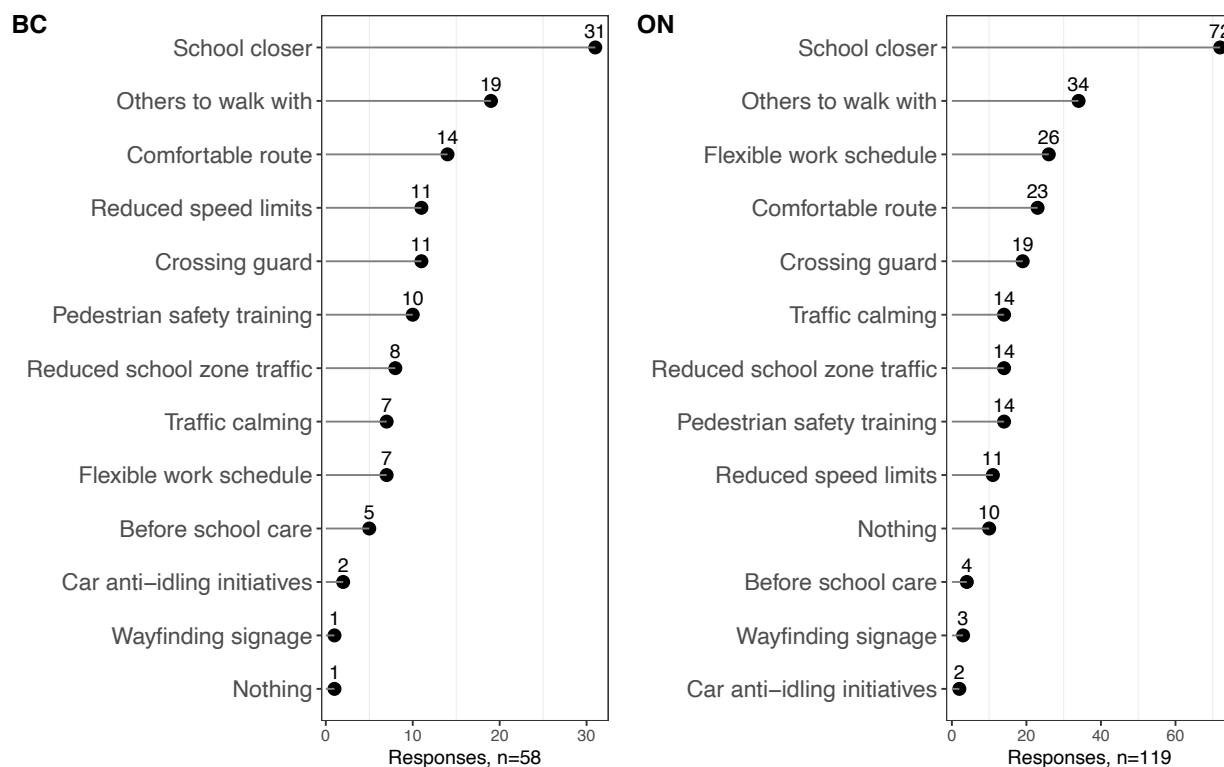 BC
School closer
31
Others to walk with
19
Comfortable route
14
Reduced speed limits
11
Crossing guard
11
Pedestrian safety training
10
Reduced school zone traffic
8
Traffic calming
7
Flexible work schedule
7
Before school care
5
Car anti−idling initiatives
2
Wayfinding signage
1
Nothing
1
0 10 20 30
Responses, n=58
ON
School closer
72
Others to walk with
34
Flexible work schedule
26
Comfortable route
23
Crossing guard
19
Traffic calming
14
Reduced school zone traffic
14
Pedestrian safety training
14
Reduced speed limits
11
Nothing
10
Before school care
4
Wayfinding signage
3
Car anti−idling initiatives
2
0 20 40 60
Responses, n=119